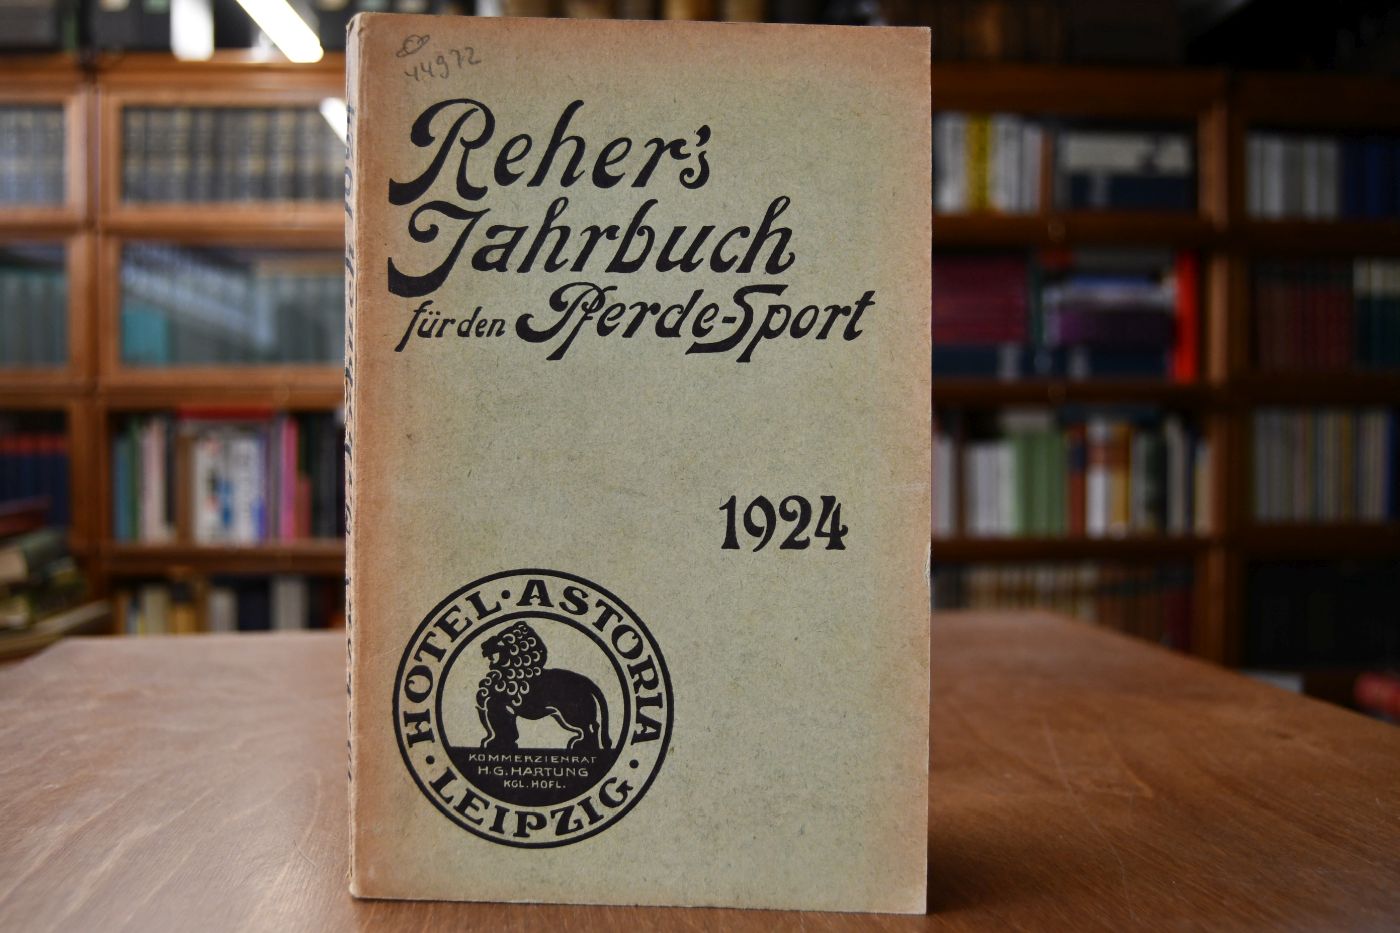 44972
Reher's
Jahrbuch
für den Pferde-Sport
1924
HOTEL · ASTORIA · LEIPZIG ·
KOMMERZIENRAT
H.G. HARTUNG
KGL. HOFL.